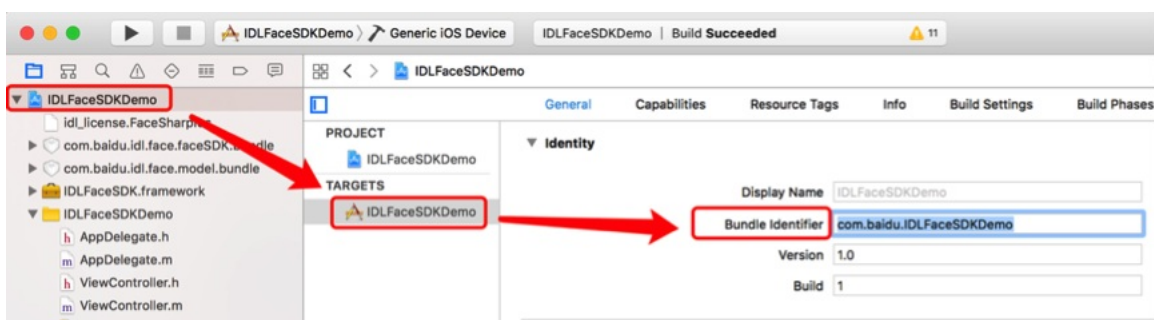 IDLFaceSDKDemo Generic iOS Device
IDLFaceSDKDemo | Build Succeeded
11
IDLFaceSDKDemo
IDLFaceSDKDemo
General Capabilities Resource Tags Info Build Settings Build Phases
idl_license.FaceSharp
com.baidu.idl.face.faceSDK.bundle
com.baidu.idl.face.model.bundle
IDLFaceSDK.framework
IDLFaceSDKDemo
h AppDelegate.h
m AppDelegate.m
h ViewController.h
m ViewController.m
PROJECT
IDLFaceSDKDemo
TARGETS
IDLFaceSDKDemo
Identity
Display Name IDLFaceSDKDemo
Bundle Identifier com.baidu.IDLFaceSDKDemo
Version 1.0
Build 1